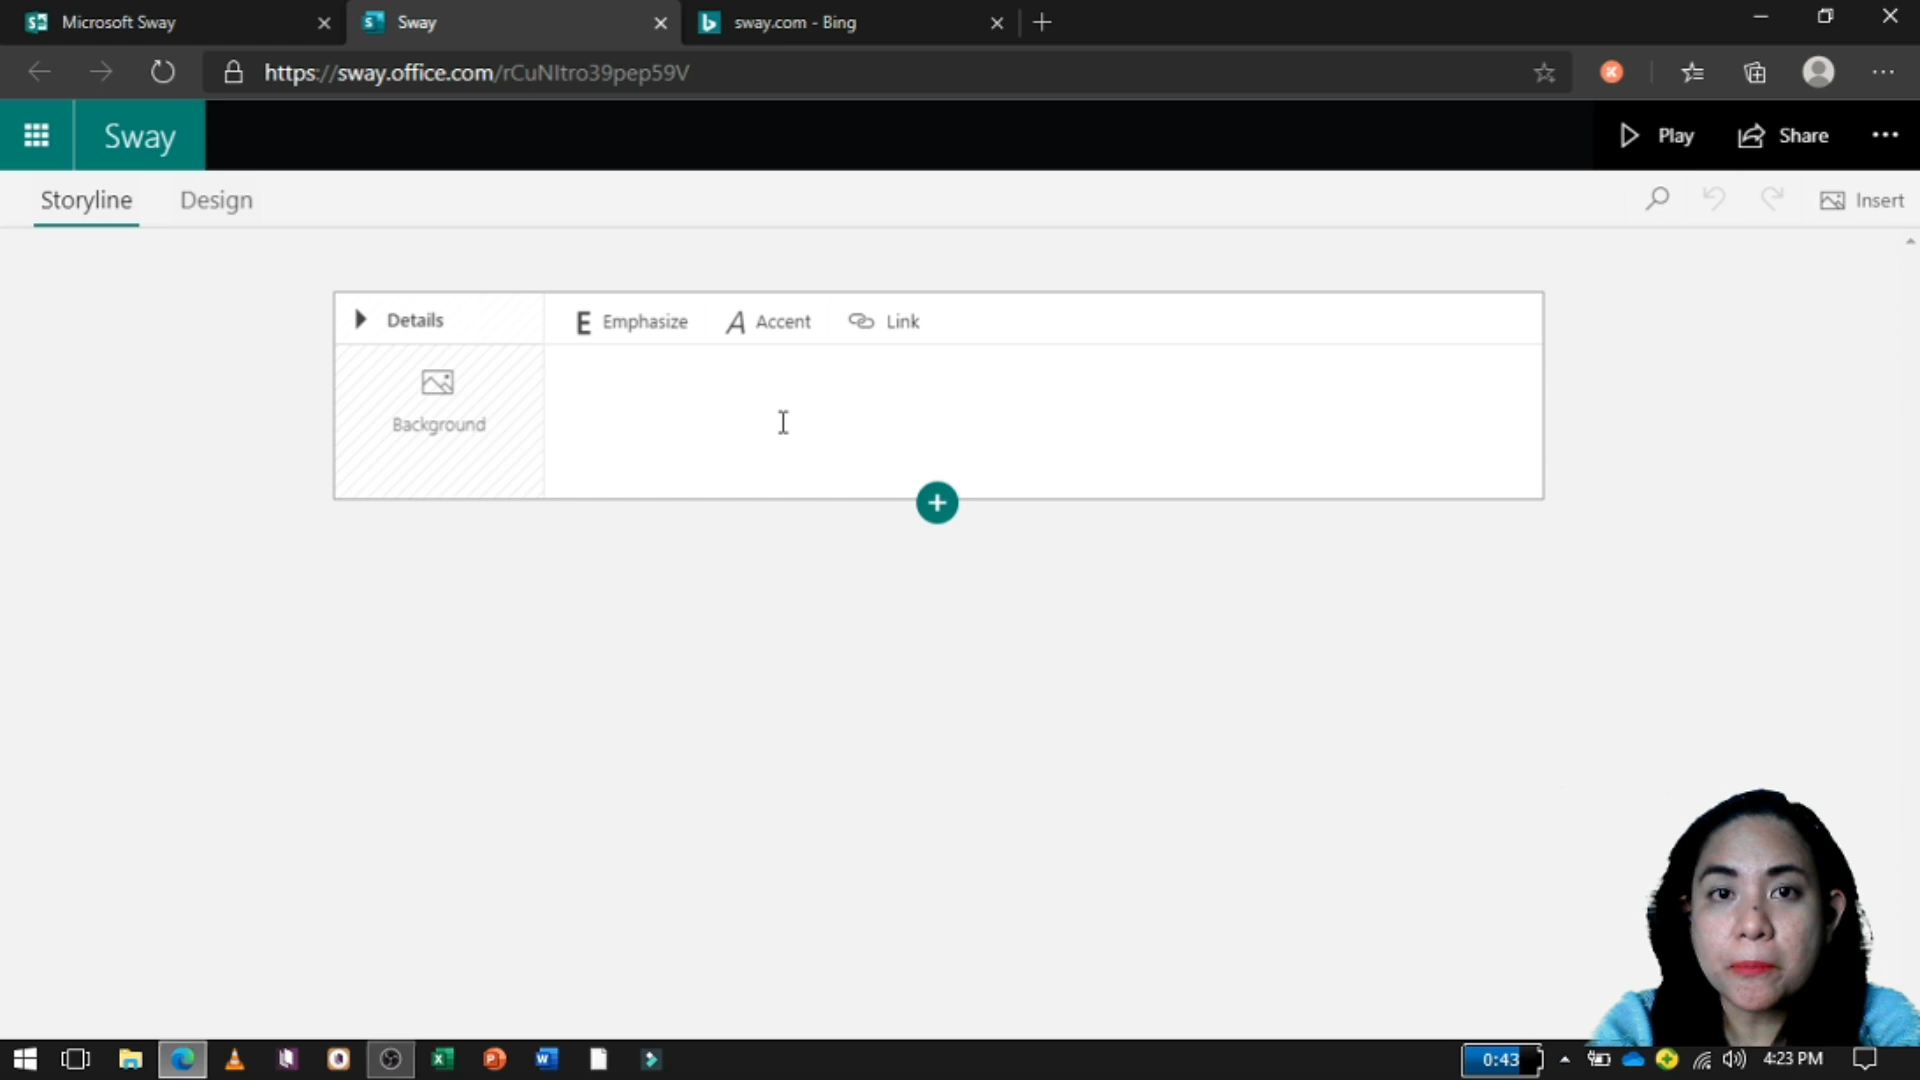 Microsoft Sway
Sway
sway.com - Bing
https://sway.office.com/rCuNItro39pep59V
Sway
Play
Share
Storyline
Design
Insert
Details
E Emphasize
A Accent
Link
Background
0:43
4:23 PM